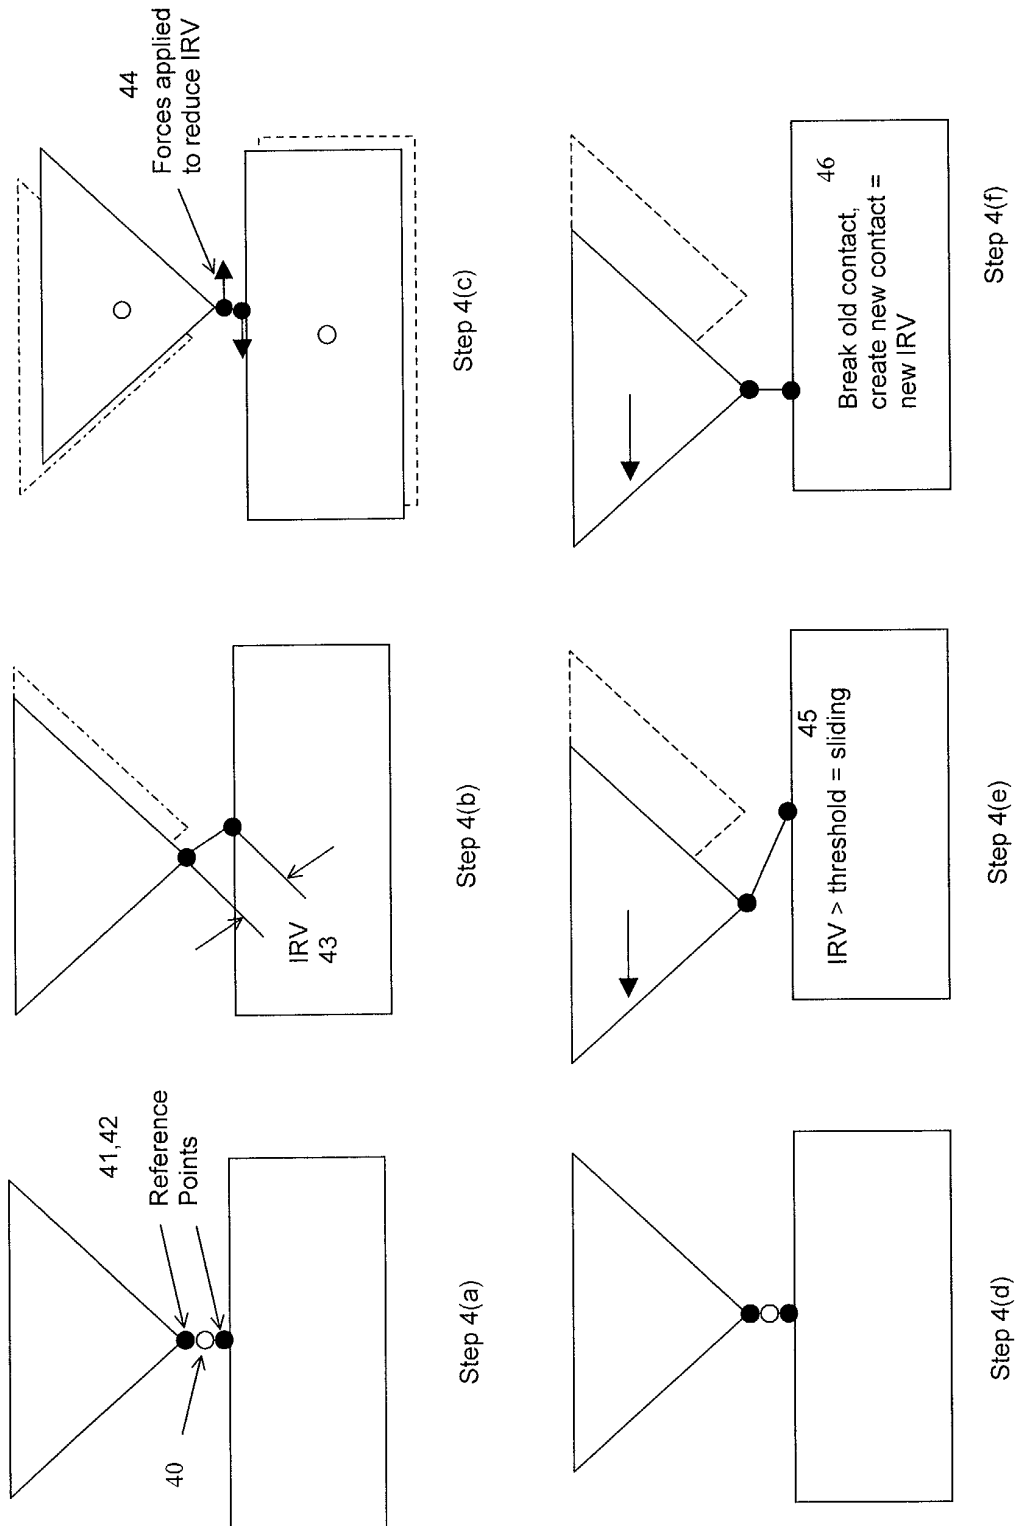 41,42
Reference
Points
40
Step 4(a)
IRV
43
Step 4(b)
44
Forces applied
to reduce IRV
Step 4(c)
Step 4(d)
45
IRV > threshold = sliding
Step 4(e)
46
Break old contact,
create new contact =
new IRV
Step 4(f)